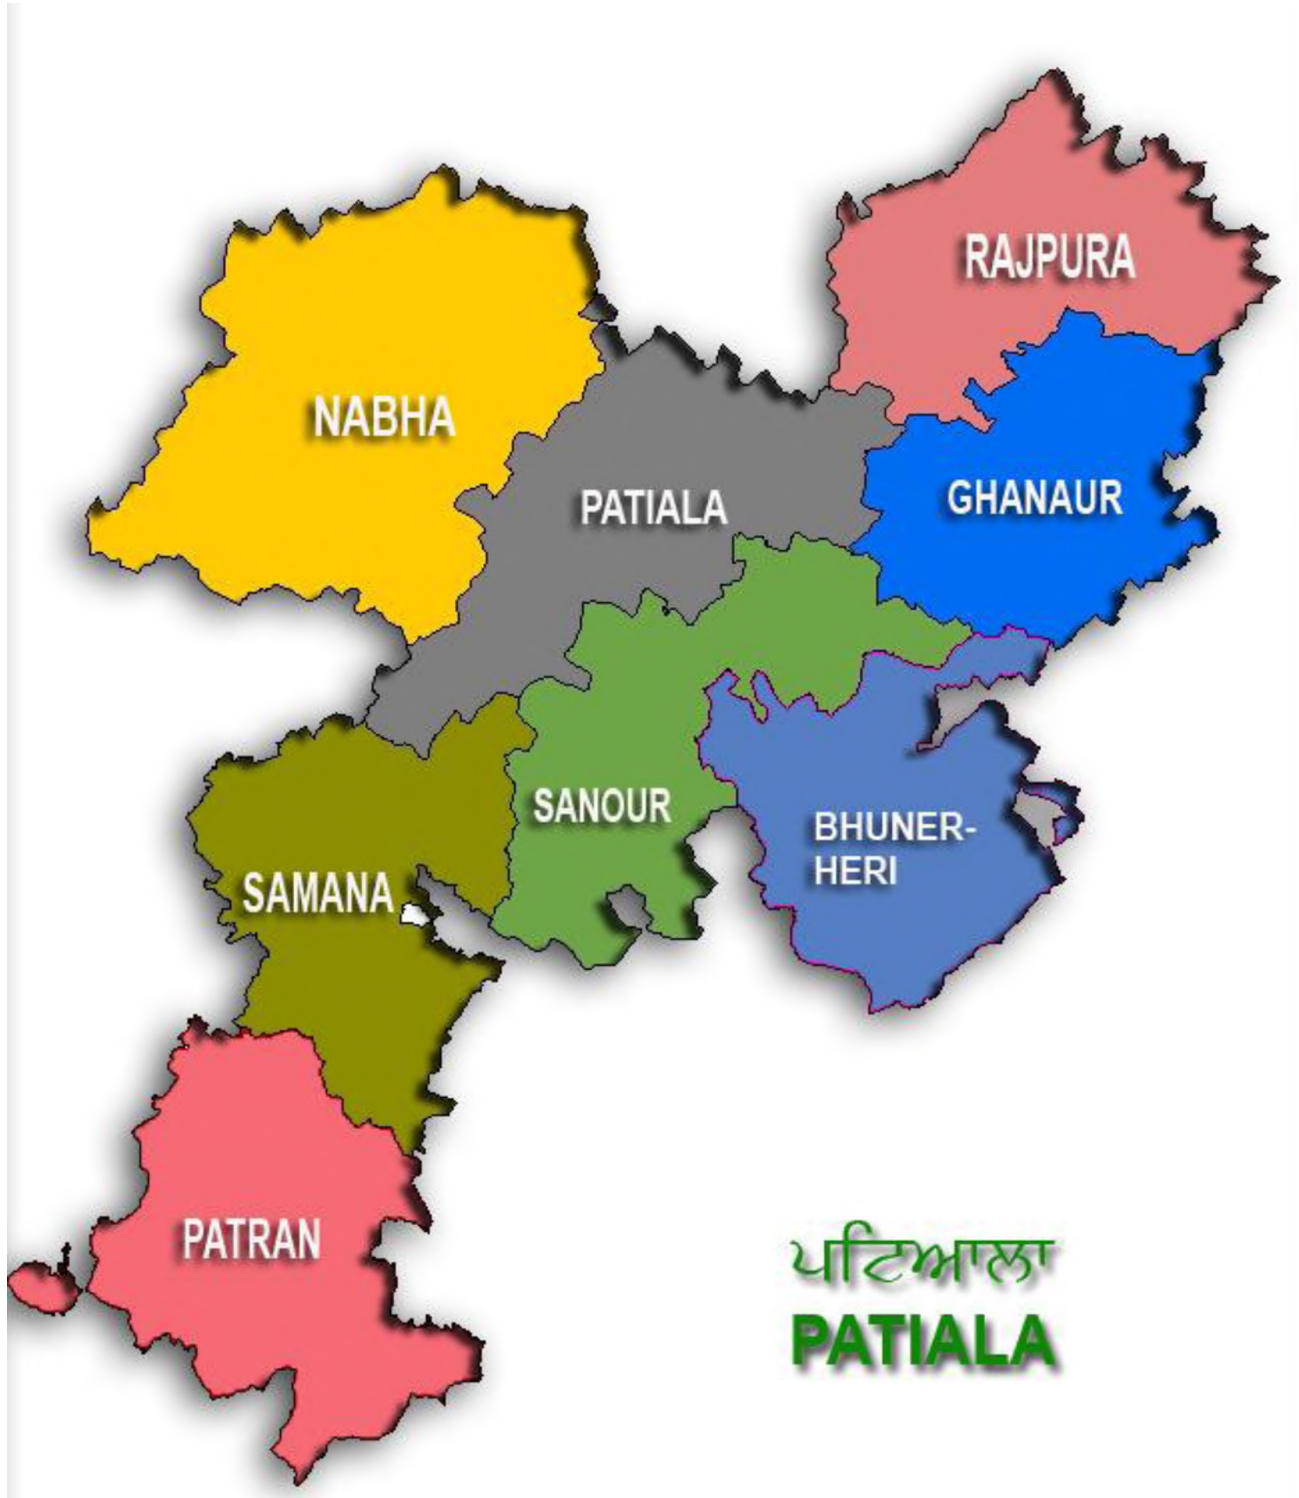 RAJPURA
NABHA
PATIALA
GHANAUR
SANOUR
BHUNER-
HERI
SAMANA
PATRAN
ਪਟਿਆਲਾ
PATIALA